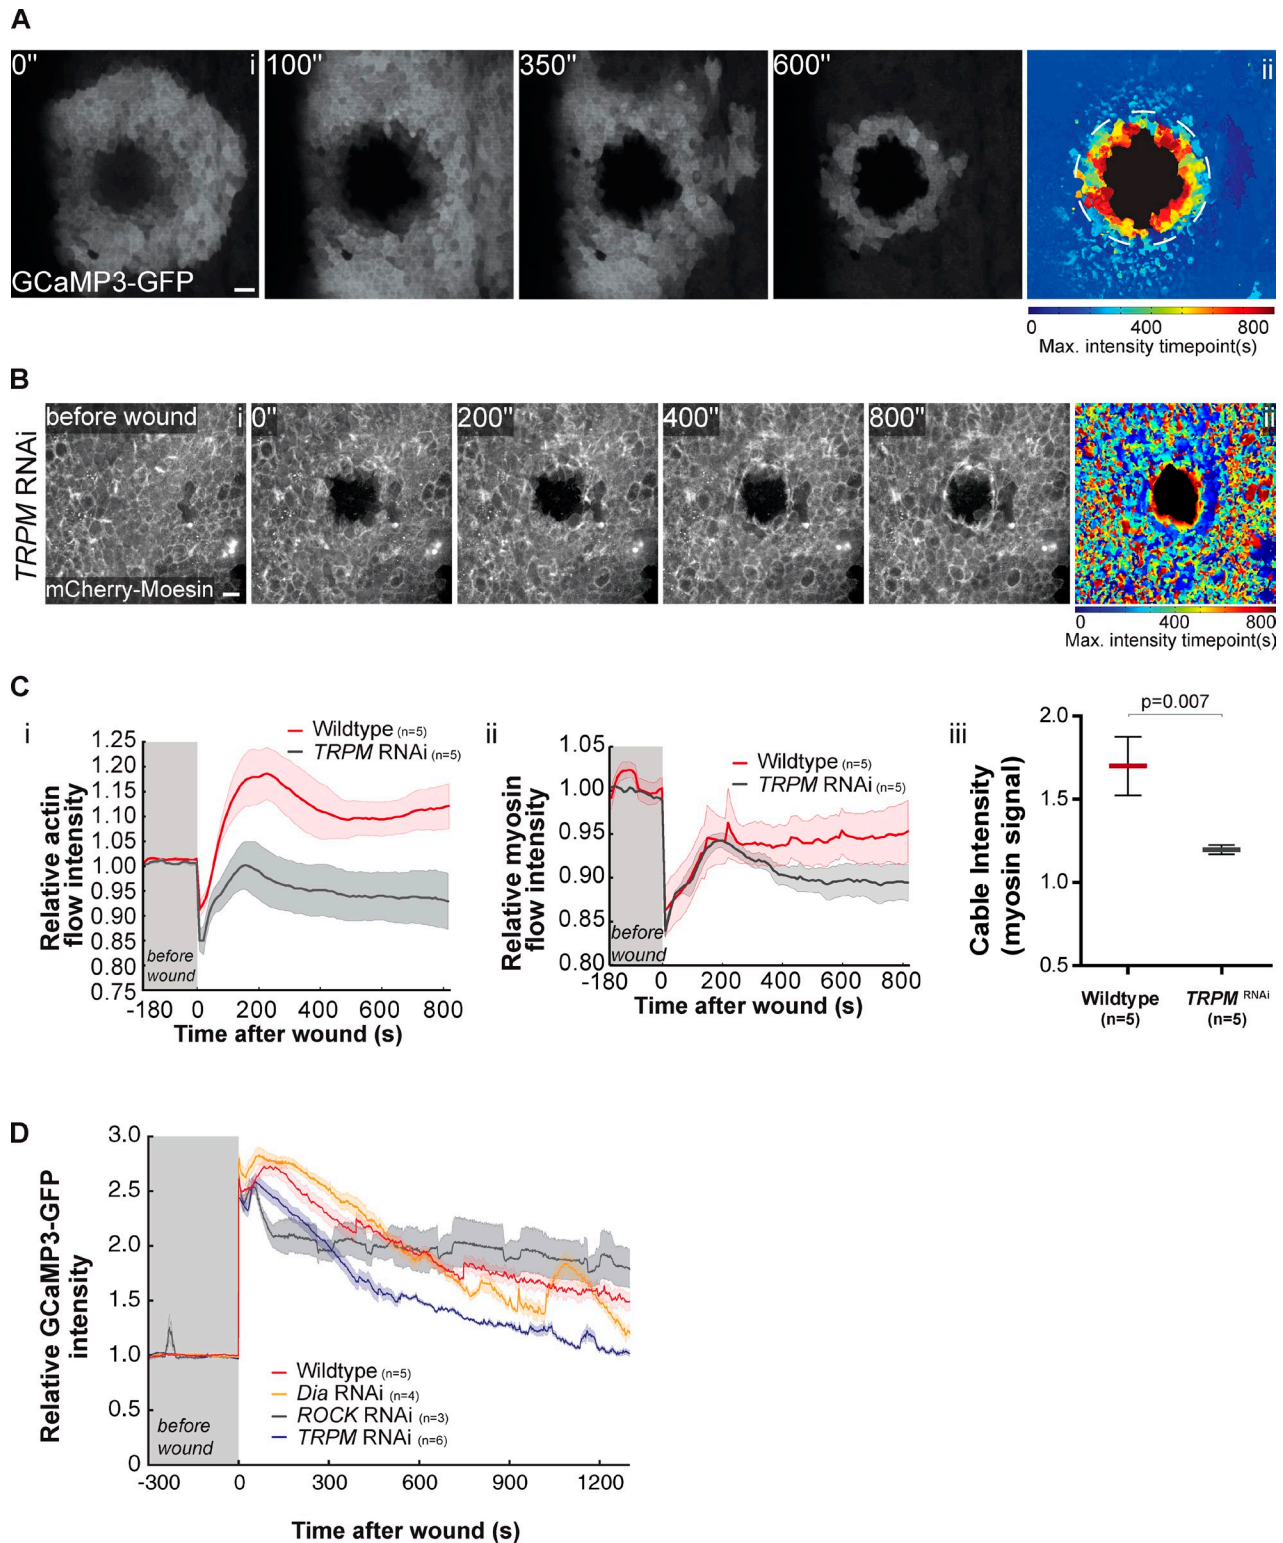 A
0"
i
100"
350"
600"
ii
GCaMP3-GFP
0 400 800
Max. intensity timepoint(s)
B
TRPM RNAi
before wound
i
0"
200"
400"
800"
ii
mCherry-Moesin
0 400 800
Max. intensity timepoint(s)
C
i
Wildtype (n=5)
TRPM RNAi (n=5)
Relative actin
flow intensity
1.25
1.20
1.15
1.10
1.05
1.00
0.95
0.90
0.85
0.80
0.75
before
wound
-180 0 200 400 600 800
Time after wound (s)
ii
Wildtype (n=5)
TRPM RNAi (n=5)
Relative myosin
flow intensity
1.05
1.00
0.95
0.90
0.85
0.80
before
wound
-180 0 200 400 600 800
Time after wound (s)
iii
p=0.007
Cable Intensity
(myosin signal)
2.0
1.5
1.0
0.5
Wildtype
(n=5)
TRPM RNAi
(n=5)
D
Relative GCaMP3-GFP
intensity
3.0
2.5
2.0
1.5
1.0
0.5
0
Wildtype (n=5)
Dia RNAi (n=4)
ROCK RNAi (n=3)
TRPM RNAi (n=6)
before
wound
-300 0 300 600 900 1200
Time after wound (s)